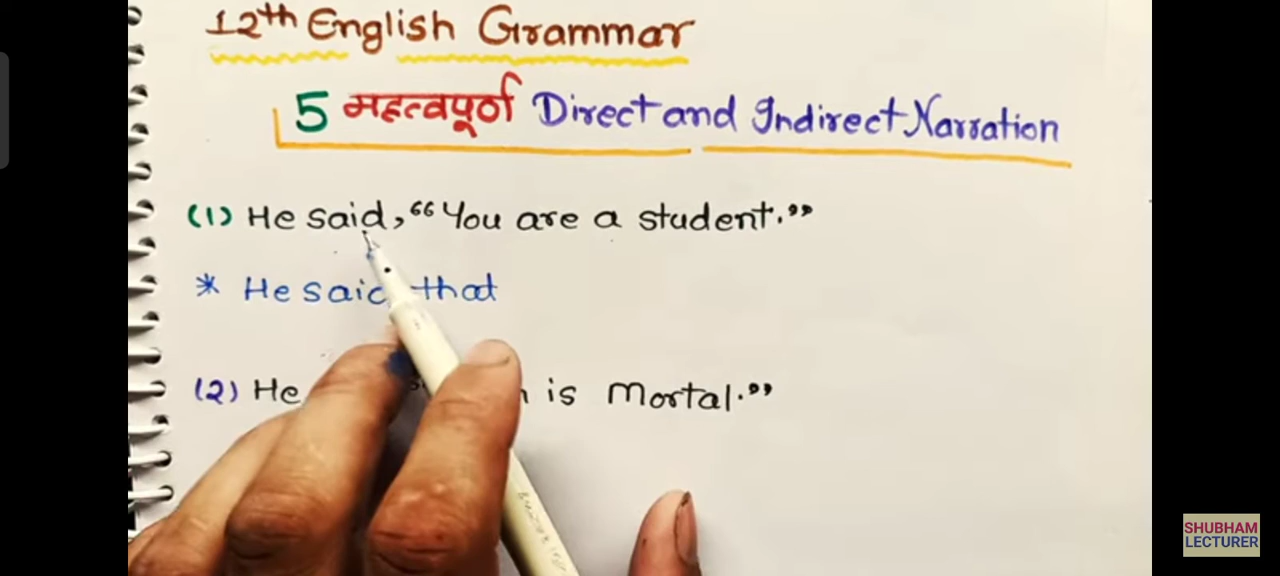 12th English Grammar
5 महत्वपूर्ण Direct and Indirect Narration
(1) He said, “You are a student.”
* He said that
(2) He is Mortal.”
SHUBHAM
LECTURER